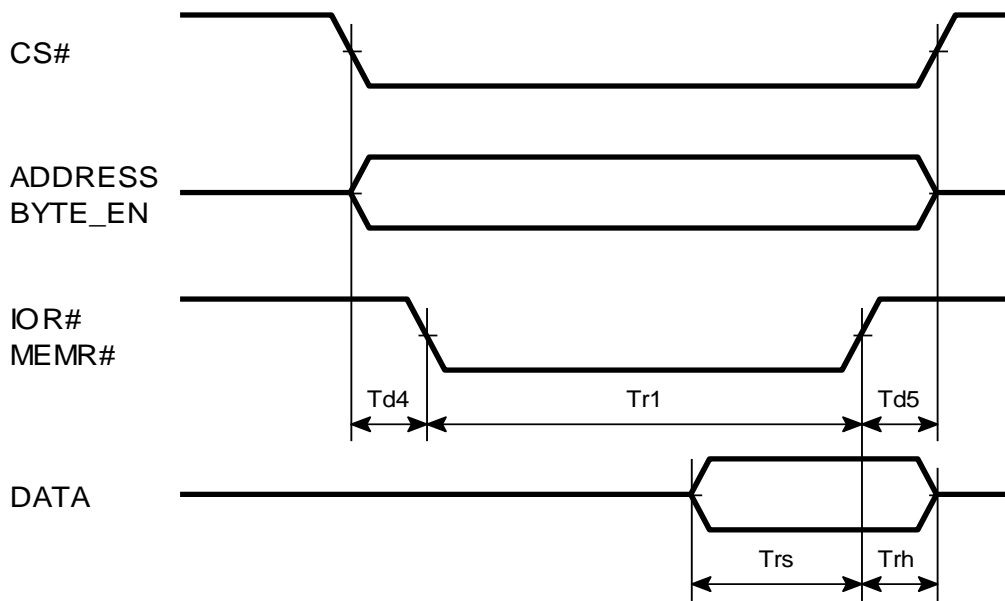 CS#
ADDRESS
BYTE_EN
IOR#
MEMR#
Td4
Tr1
Td5
DATA
Trs
Trh